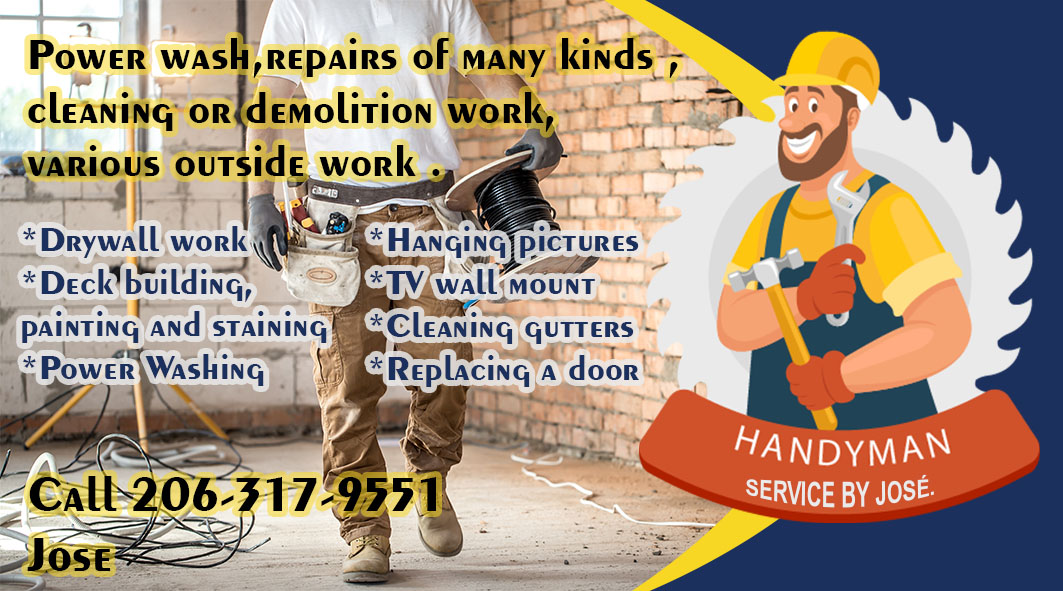 Power wash,repairs of many kinds ,
cleaning or demolition work,
various outside work .
*Drywall work
*Deck building,
painting and staining
*Power Washing
*Hanging pictures
*TV wall mount
*Cleaning gutters
*Replacing a door
Call 206-317-9551
Jose
HANDYMAN
SERVICE BY JOSÉ.